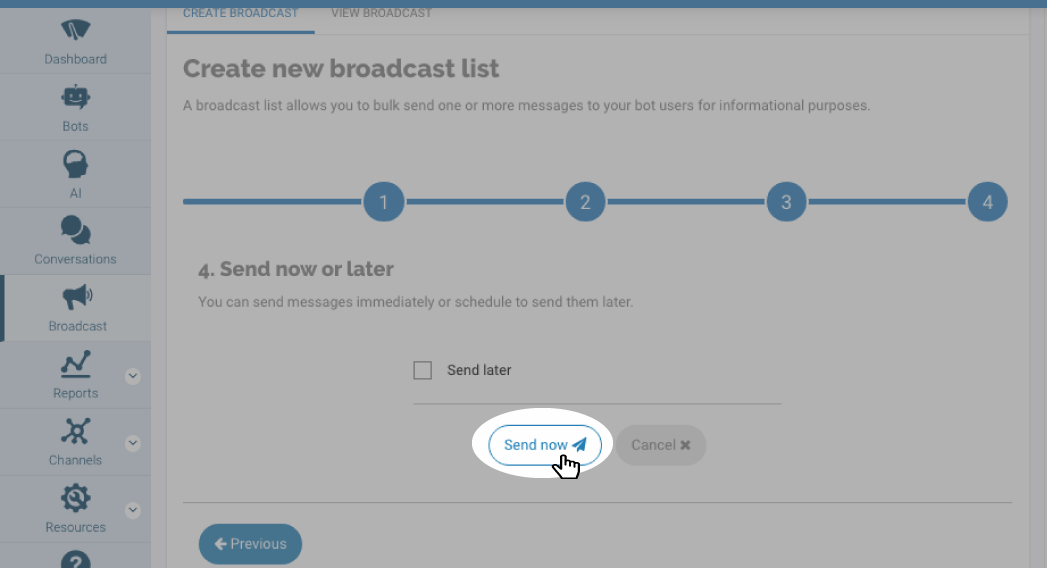 CREATE BROADCAST
VIEW BROADCAST
Dashboard
Bots
AI
Conversations
Broadcast
Reports
Channels
Resources
?
Create new broadcast list
A broadcast list allows you to bulk send one or more messages to your bot users for informational purposes.
1
2
3
4
4. Send now or later
You can send messages immediately or schedule to send them later.
Send later
Send now
Cancel
Previous